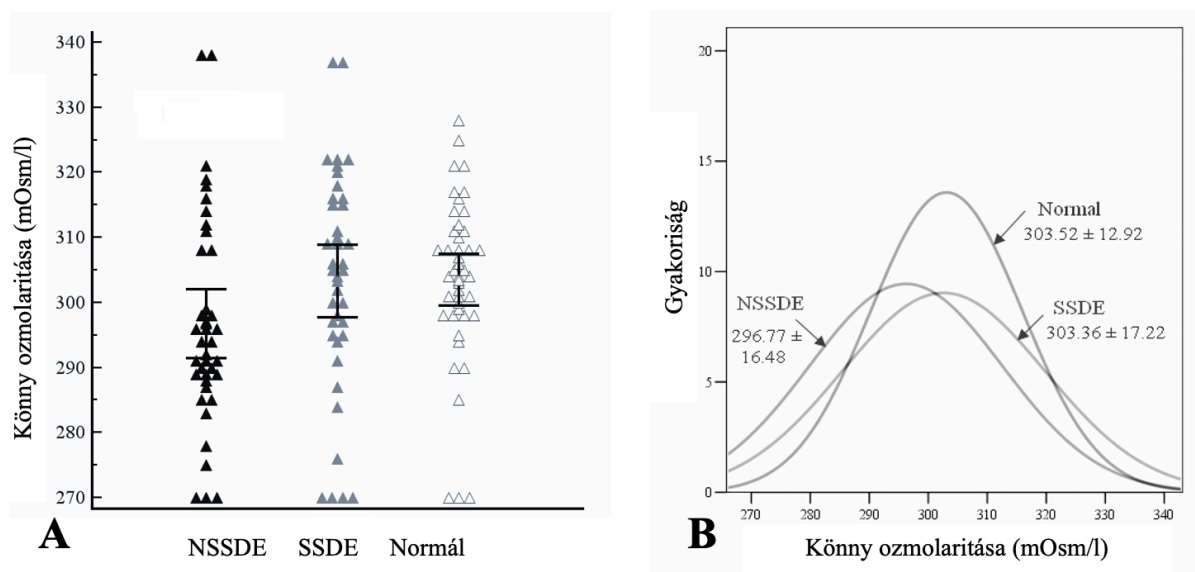 Könny ozmolaritása (mOsm/l)
340
330
320
310
300
290
280
270
A
NSSDE SSDE Normál
Gyakoriság
20
15
10
5
0
Normal
303.52 ± 12.92
NSSDE
296.77 ±
16.48
SSDE
303.36 ± 17.22
270 280 290 300 310 320 330 340
B
Könny ozmolaritása (mOsm/l)